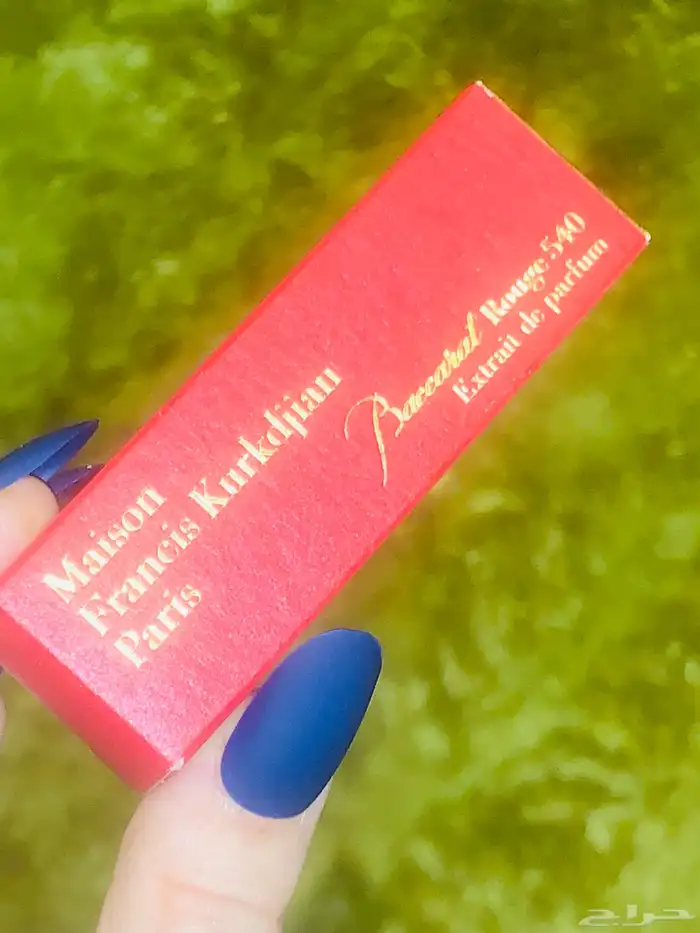 Maison
Francis Kurkdjian
Paris
Baccarat Rouge 540
Extrait de parfum
حراج